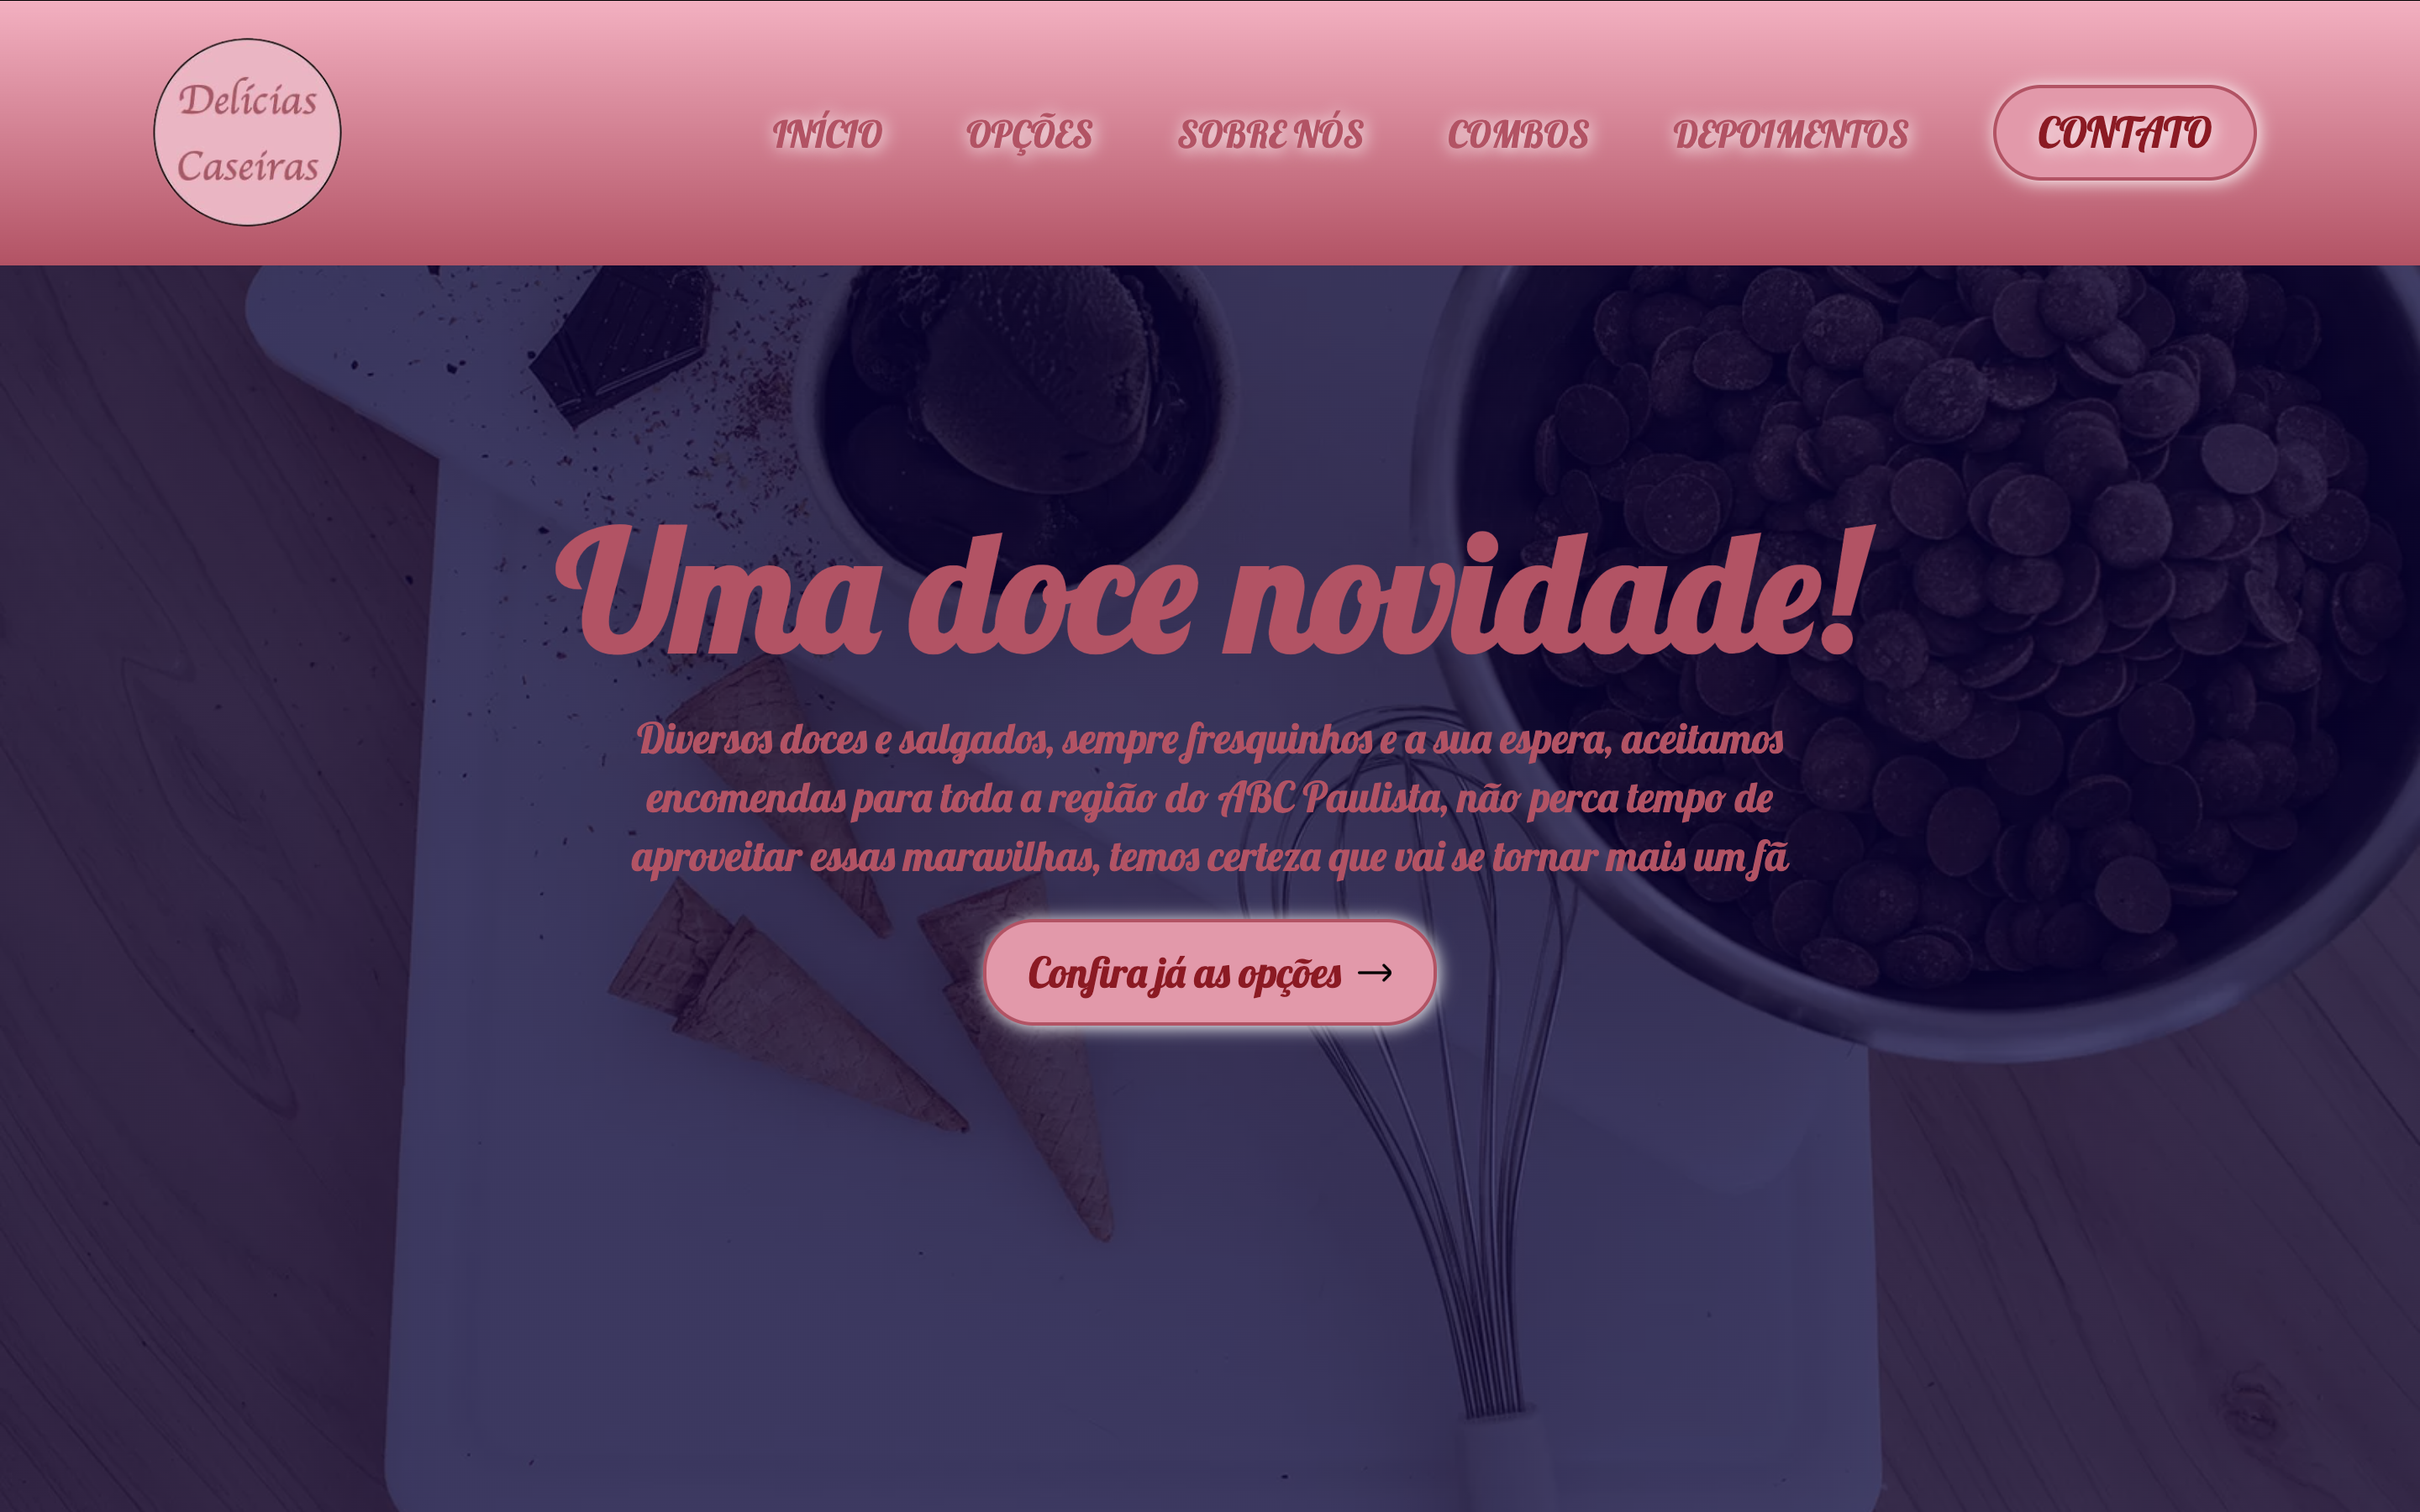 Delícias
Caseiras
INÍCIO OPÇÕES SOBRE NÓS COMBOS DEPOIMENTOS CONTATO
Uma doce novidade!
Diversos doces e salgados, sempre fresquinhos e a sua espera, aceitamos
encomendas para toda a região do ABC Paulista, não perca tempo de
aproveitar essas maravilhas, temos certeza que vai se tornar mais um fã
Confira já as opções →